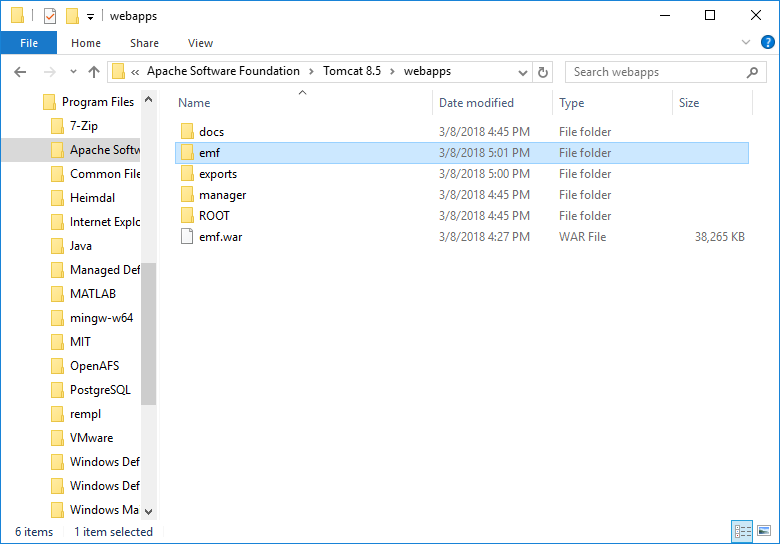 webapps
File Home Share View
« Apache Software Foundation > Tomcat 8.5 > webapps Search webapps
Name Date modified Type Size
Program Files
7-Zip
Apache Softw
Common File
Heimdal
Internet Explo
Java
Managed Def
MATLAB
mingw-w64
MIT
OpenAFS
PostgreSQL
rempl
VMware
Windows Def
Windows Def
Windows Ma
docs 3/8/2018 4:45 PM File folder
emf 3/8/2018 5:01 PM File folder
exports 3/8/2018 5:00 PM File folder
manager 3/8/2018 4:45 PM File folder
ROOT 3/8/2018 4:45 PM File folder
emf.war 3/8/2018 4:27 PM WAR File 38,265 KB
6 items 1 item selected